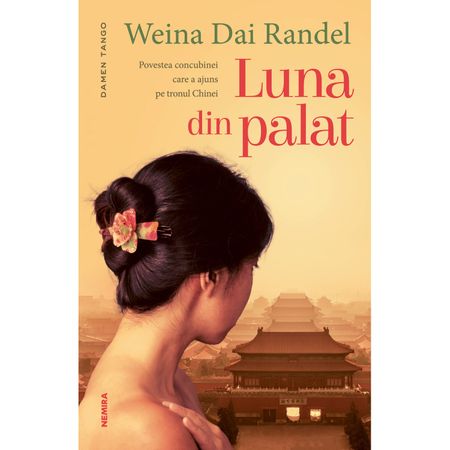 Weina Dai Randel
DAMEN TANGO
Povestea concubinei
care a ajuns
pe tronul Chinei
Luna
din palat
NEMIRA